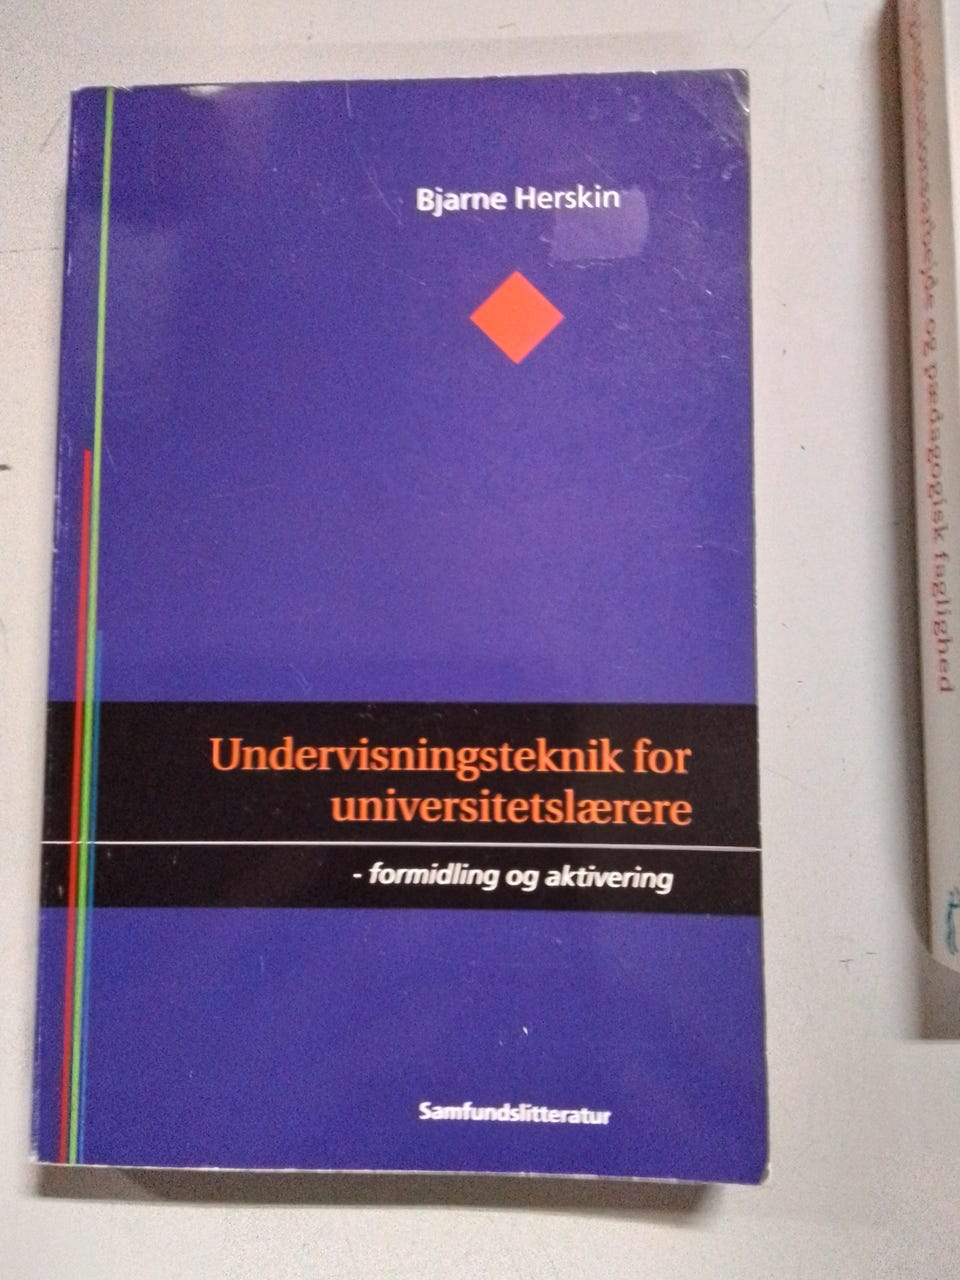 Bjarne Herskin
Undervisningsteknik for
universitetslærere
- formidling og aktivering
Samfundslitteratur
og pædagogisk faglighed